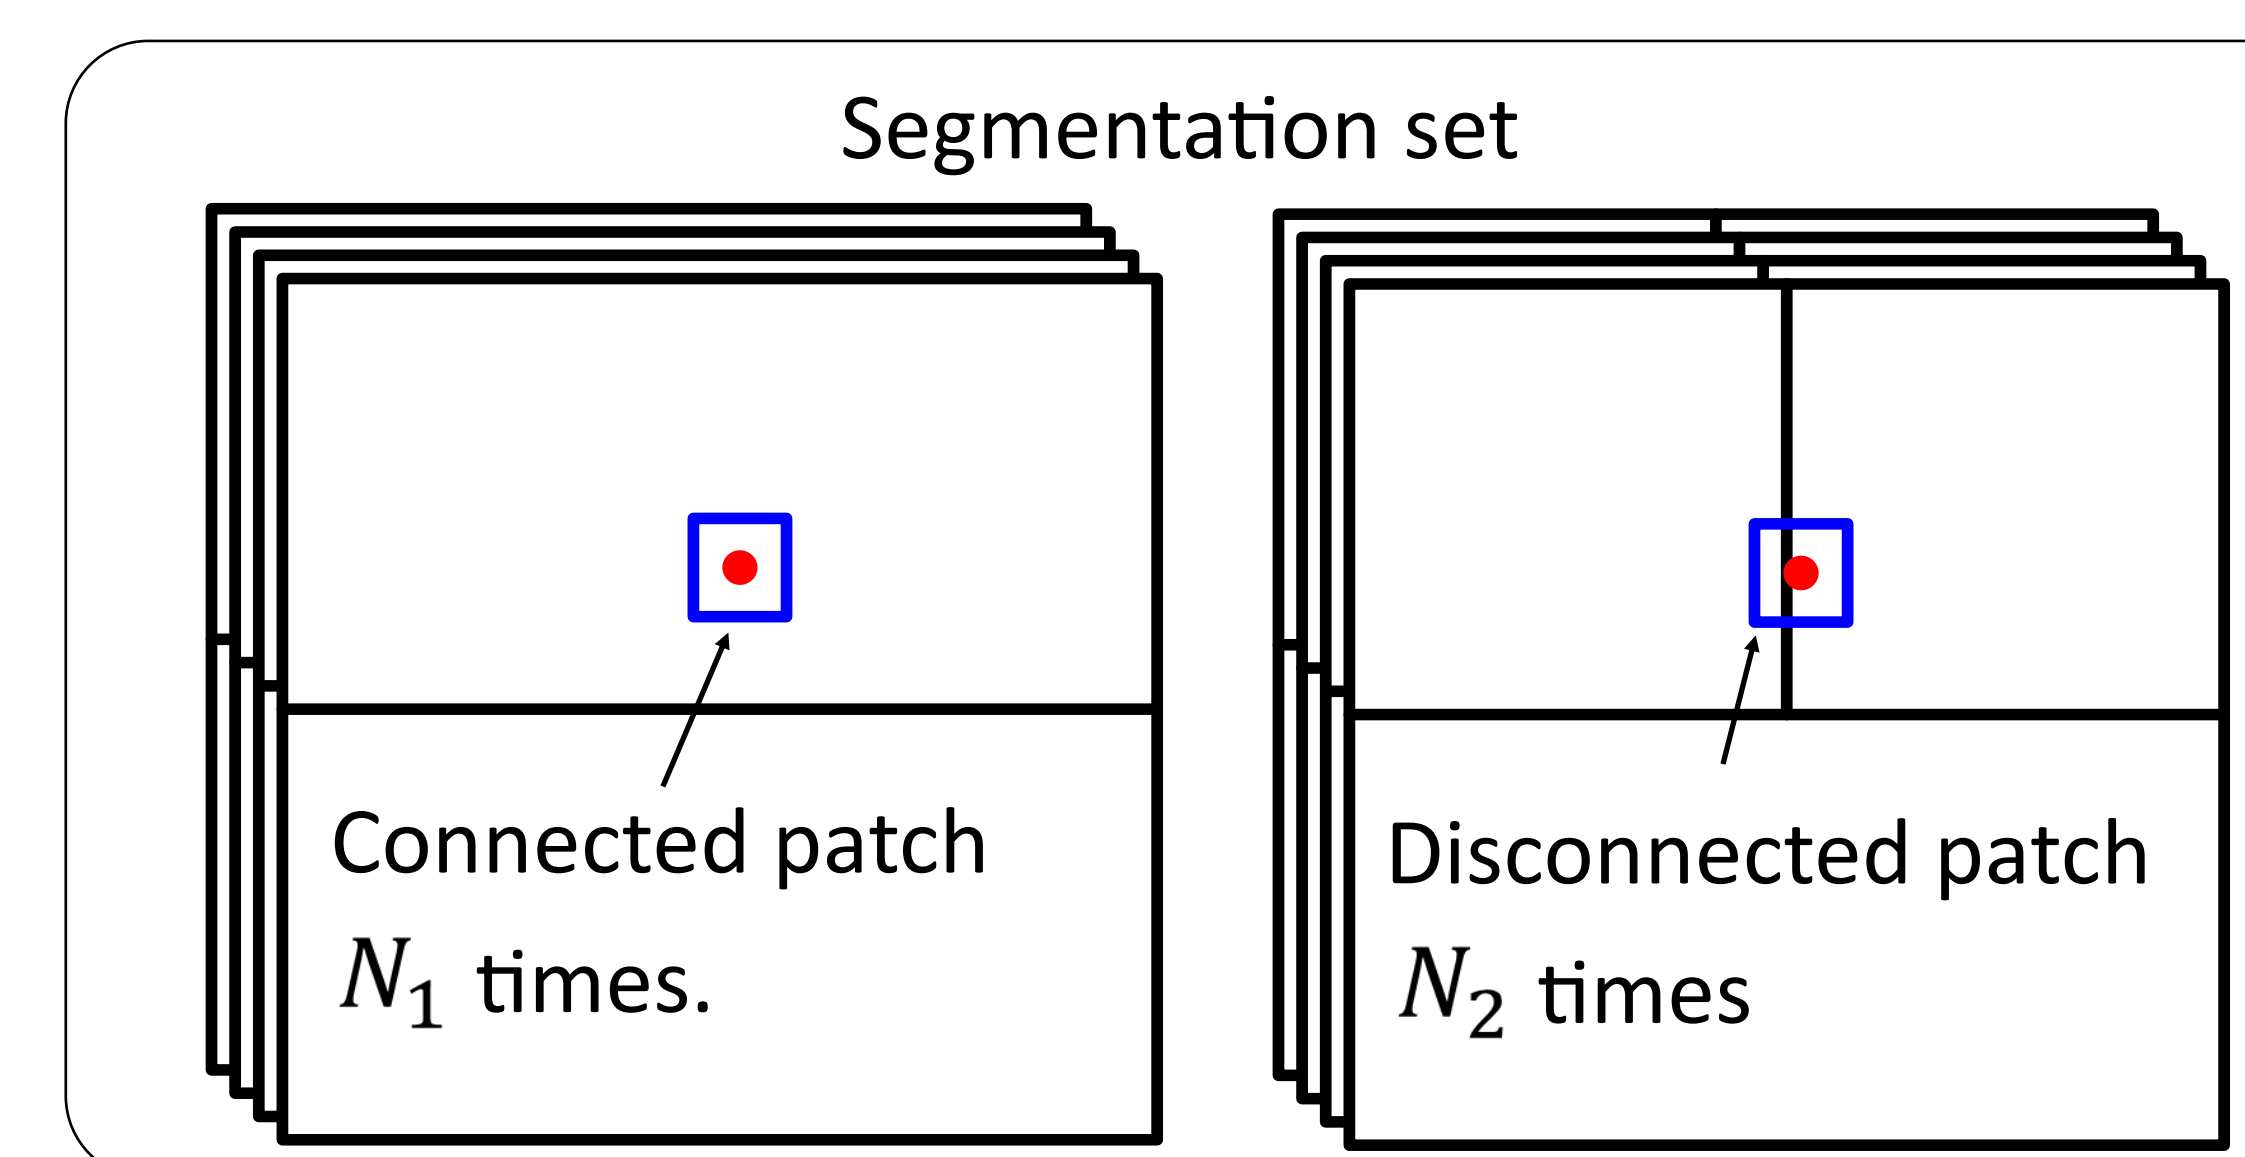 Segmentation set
Connected patch
N₁ times.
Disconnected patch
N₂ times